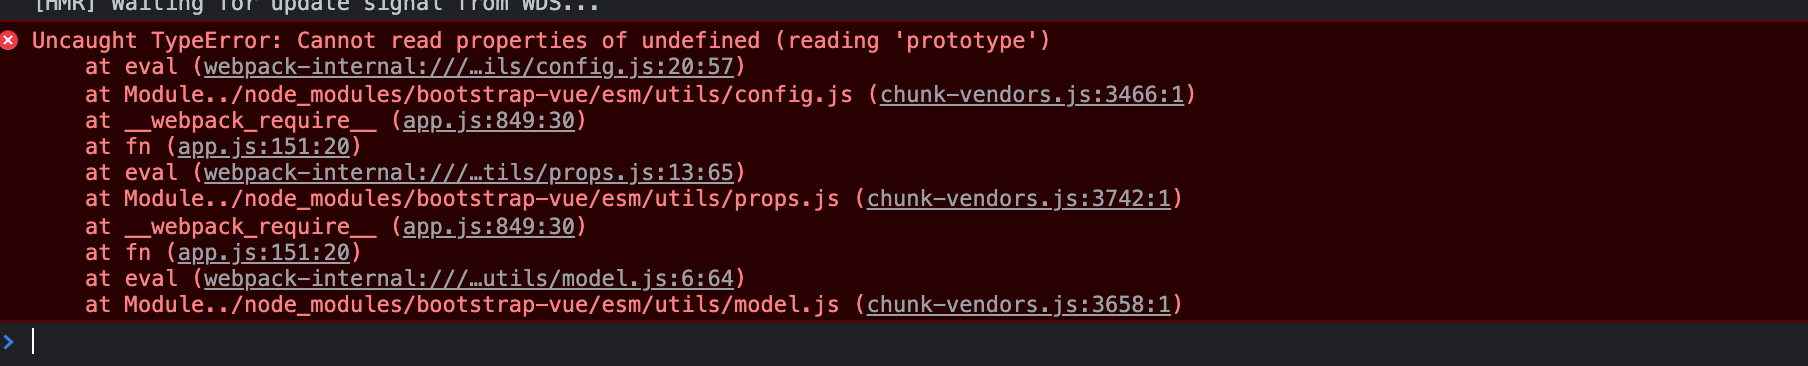 [HMR] Waiting for update signal from WDS...
Uncaught TypeError: Cannot read properties of undefined (reading 'prototype')
at eval (webpack-internal:///…ils/config.js:20:57)
at Module../node_modules/bootstrap-vue/esm/utils/config.js (chunk-vendors.js:3466:1)
at __webpack_require__ (app.js:849:30)
at fn (app.js:151:20)
at eval (webpack-internal:///…tils/props.js:13:65)
at Module../node_modules/bootstrap-vue/esm/utils/props.js (chunk-vendors.js:3742:1)
at __webpack_require__ (app.js:849:30)
at fn (app.js:151:20)
at eval (webpack-internal:///…utils/model.js:6:64)
at Module../node_modules/bootstrap-vue/esm/utils/model.js (chunk-vendors.js:3658:1)